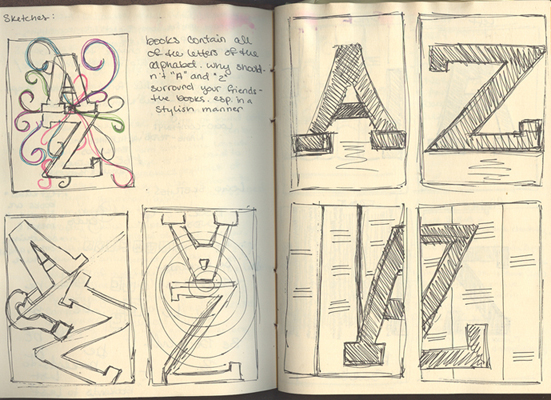 Sketches:
books contain all
of the letters of the
alphabet. why should-
n't "A" and "Z"
surround your friends-
the books. esp. in a
stylish manner
A
Z
A
Z
A
Z
A Z
A Z